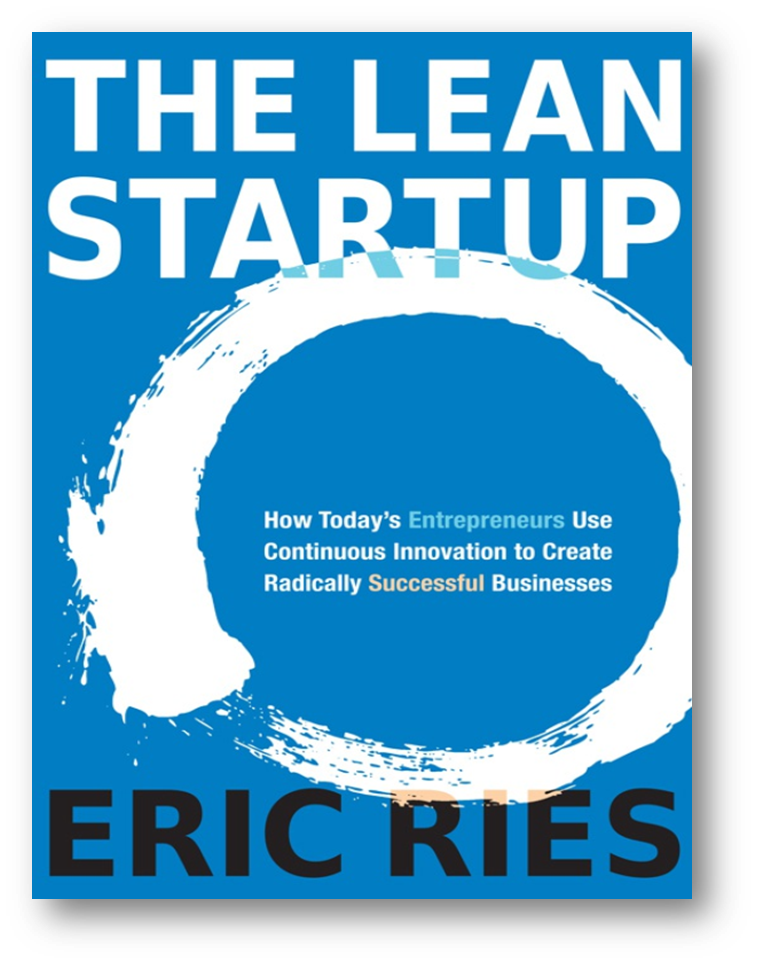 THE LEAN
STARTUP
How Today's Entrepreneurs Use
Continuous Innovation to Create
Radically Successful Businesses
ERIC RIES